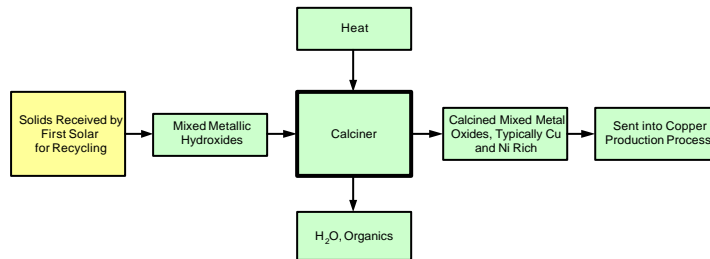 Heat
Solids Received by
First Solar
for Recycling
Mixed Metallic
Hydroxides
Calciner
Calcined Mixed Metal
Oxides, Typically Cu
and Ni Rich
Sent into Copper
Production Process
H₂O, Organics